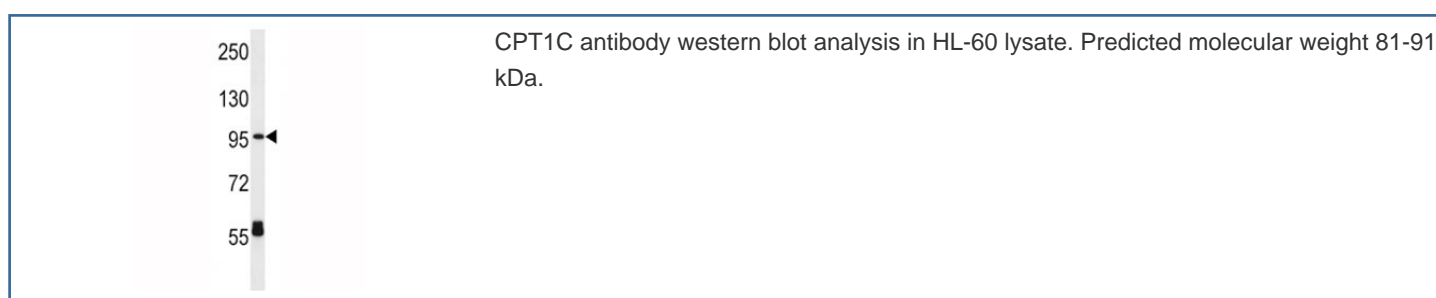 CPT1C antibody western blot analysis in HL-60 lysate. Predicted molecular weight 81-91
kDa.
250
130
95
72
55